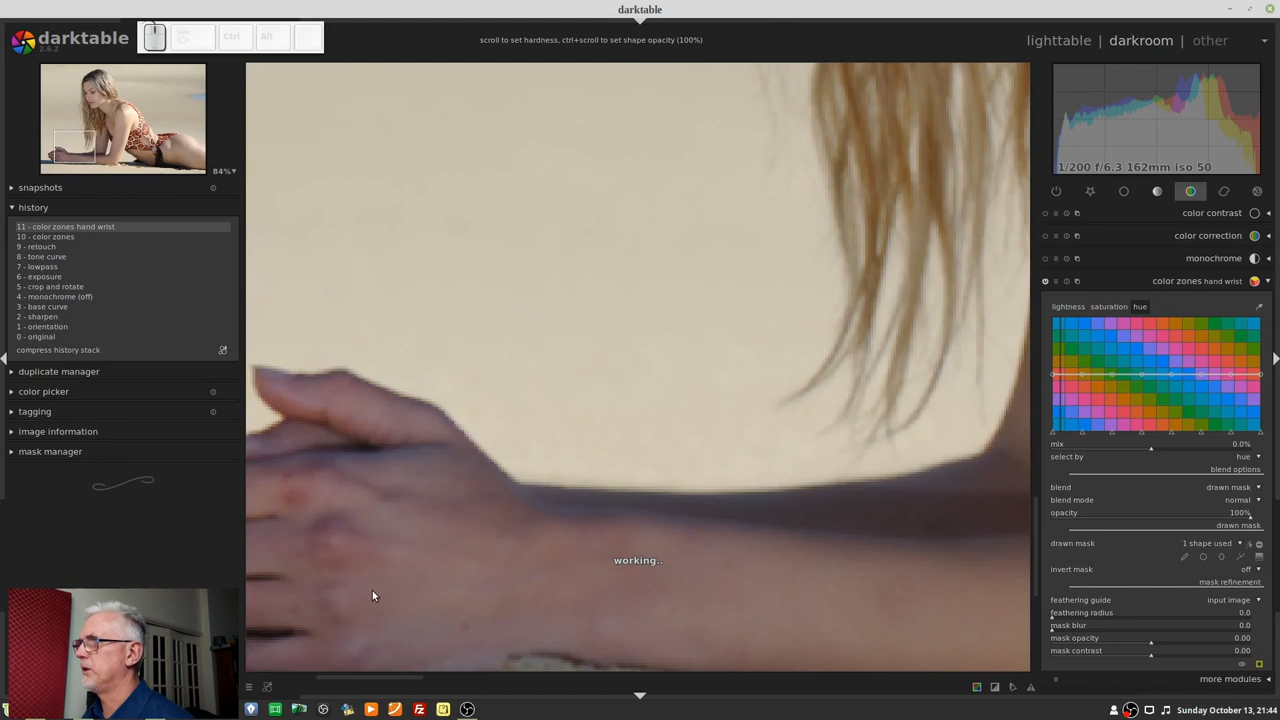 darktable
darktable
2.6.2
Ctrl
Alt
scroll to set hardness, ctrl+scroll to set shape opacity (100%)
lighttable | darkroom | other
84%
1/200 f/6.3 162mm iso 50
snapshots
history
11 - color zones hand wrist
10 - color zones
9 - retouch
8 - tone curve
7 - lowpass
6 - exposure
5 - crop and rotate
4 - monochrome (off)
3 - base curve
2 - sharpen
1 - orientation
0 - original
compress history stack
duplicate manager
color picker
tagging
image information
mask manager
working..
color contrast
color correction
monochrome
color zones hand wrist
lightness saturation hue
mix 0.0%
select by hue
blend options
blend drawn mask
blend mode normal
opacity 100%
drawn mask
drawn mask 1 shape used
invert mask off
mask refinement
feathering guide input image
feathering radius 0.0
mask blur 0.0
mask opacity 0.00
mask contrast 0.00
more modules
Sunday October 13, 21:44